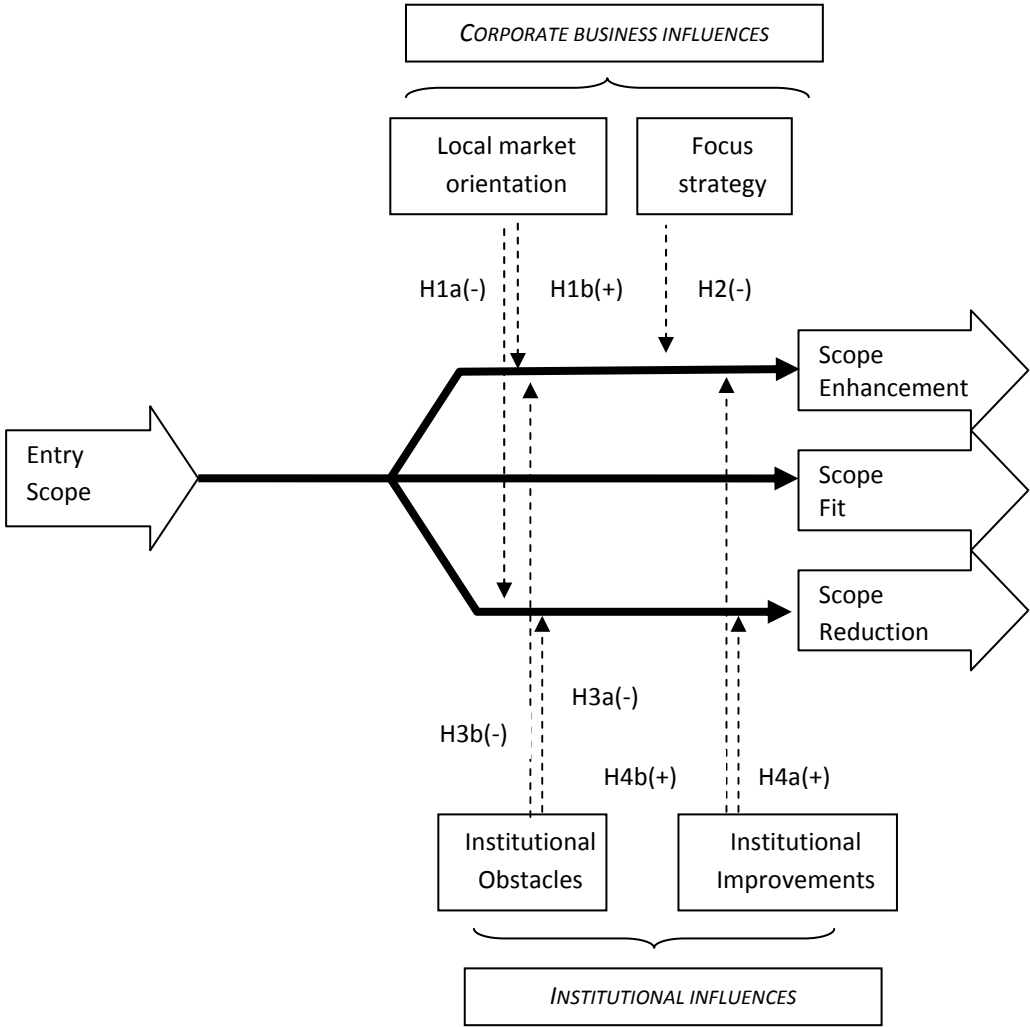 CORPORATE BUSINESS INFLUENCES
Local market
orientation
Focus
strategy
H1a(-)
H1b(+)
H2(-)
Scope
Enhancement
Entry
Scope
Scope
Fit
Scope
Reduction
H3a(-)
H3b(-)
H4b(+)
H4a(+)
Institutional
Obstacles
Institutional
Improvements
INSTITUTIONAL INFLUENCES